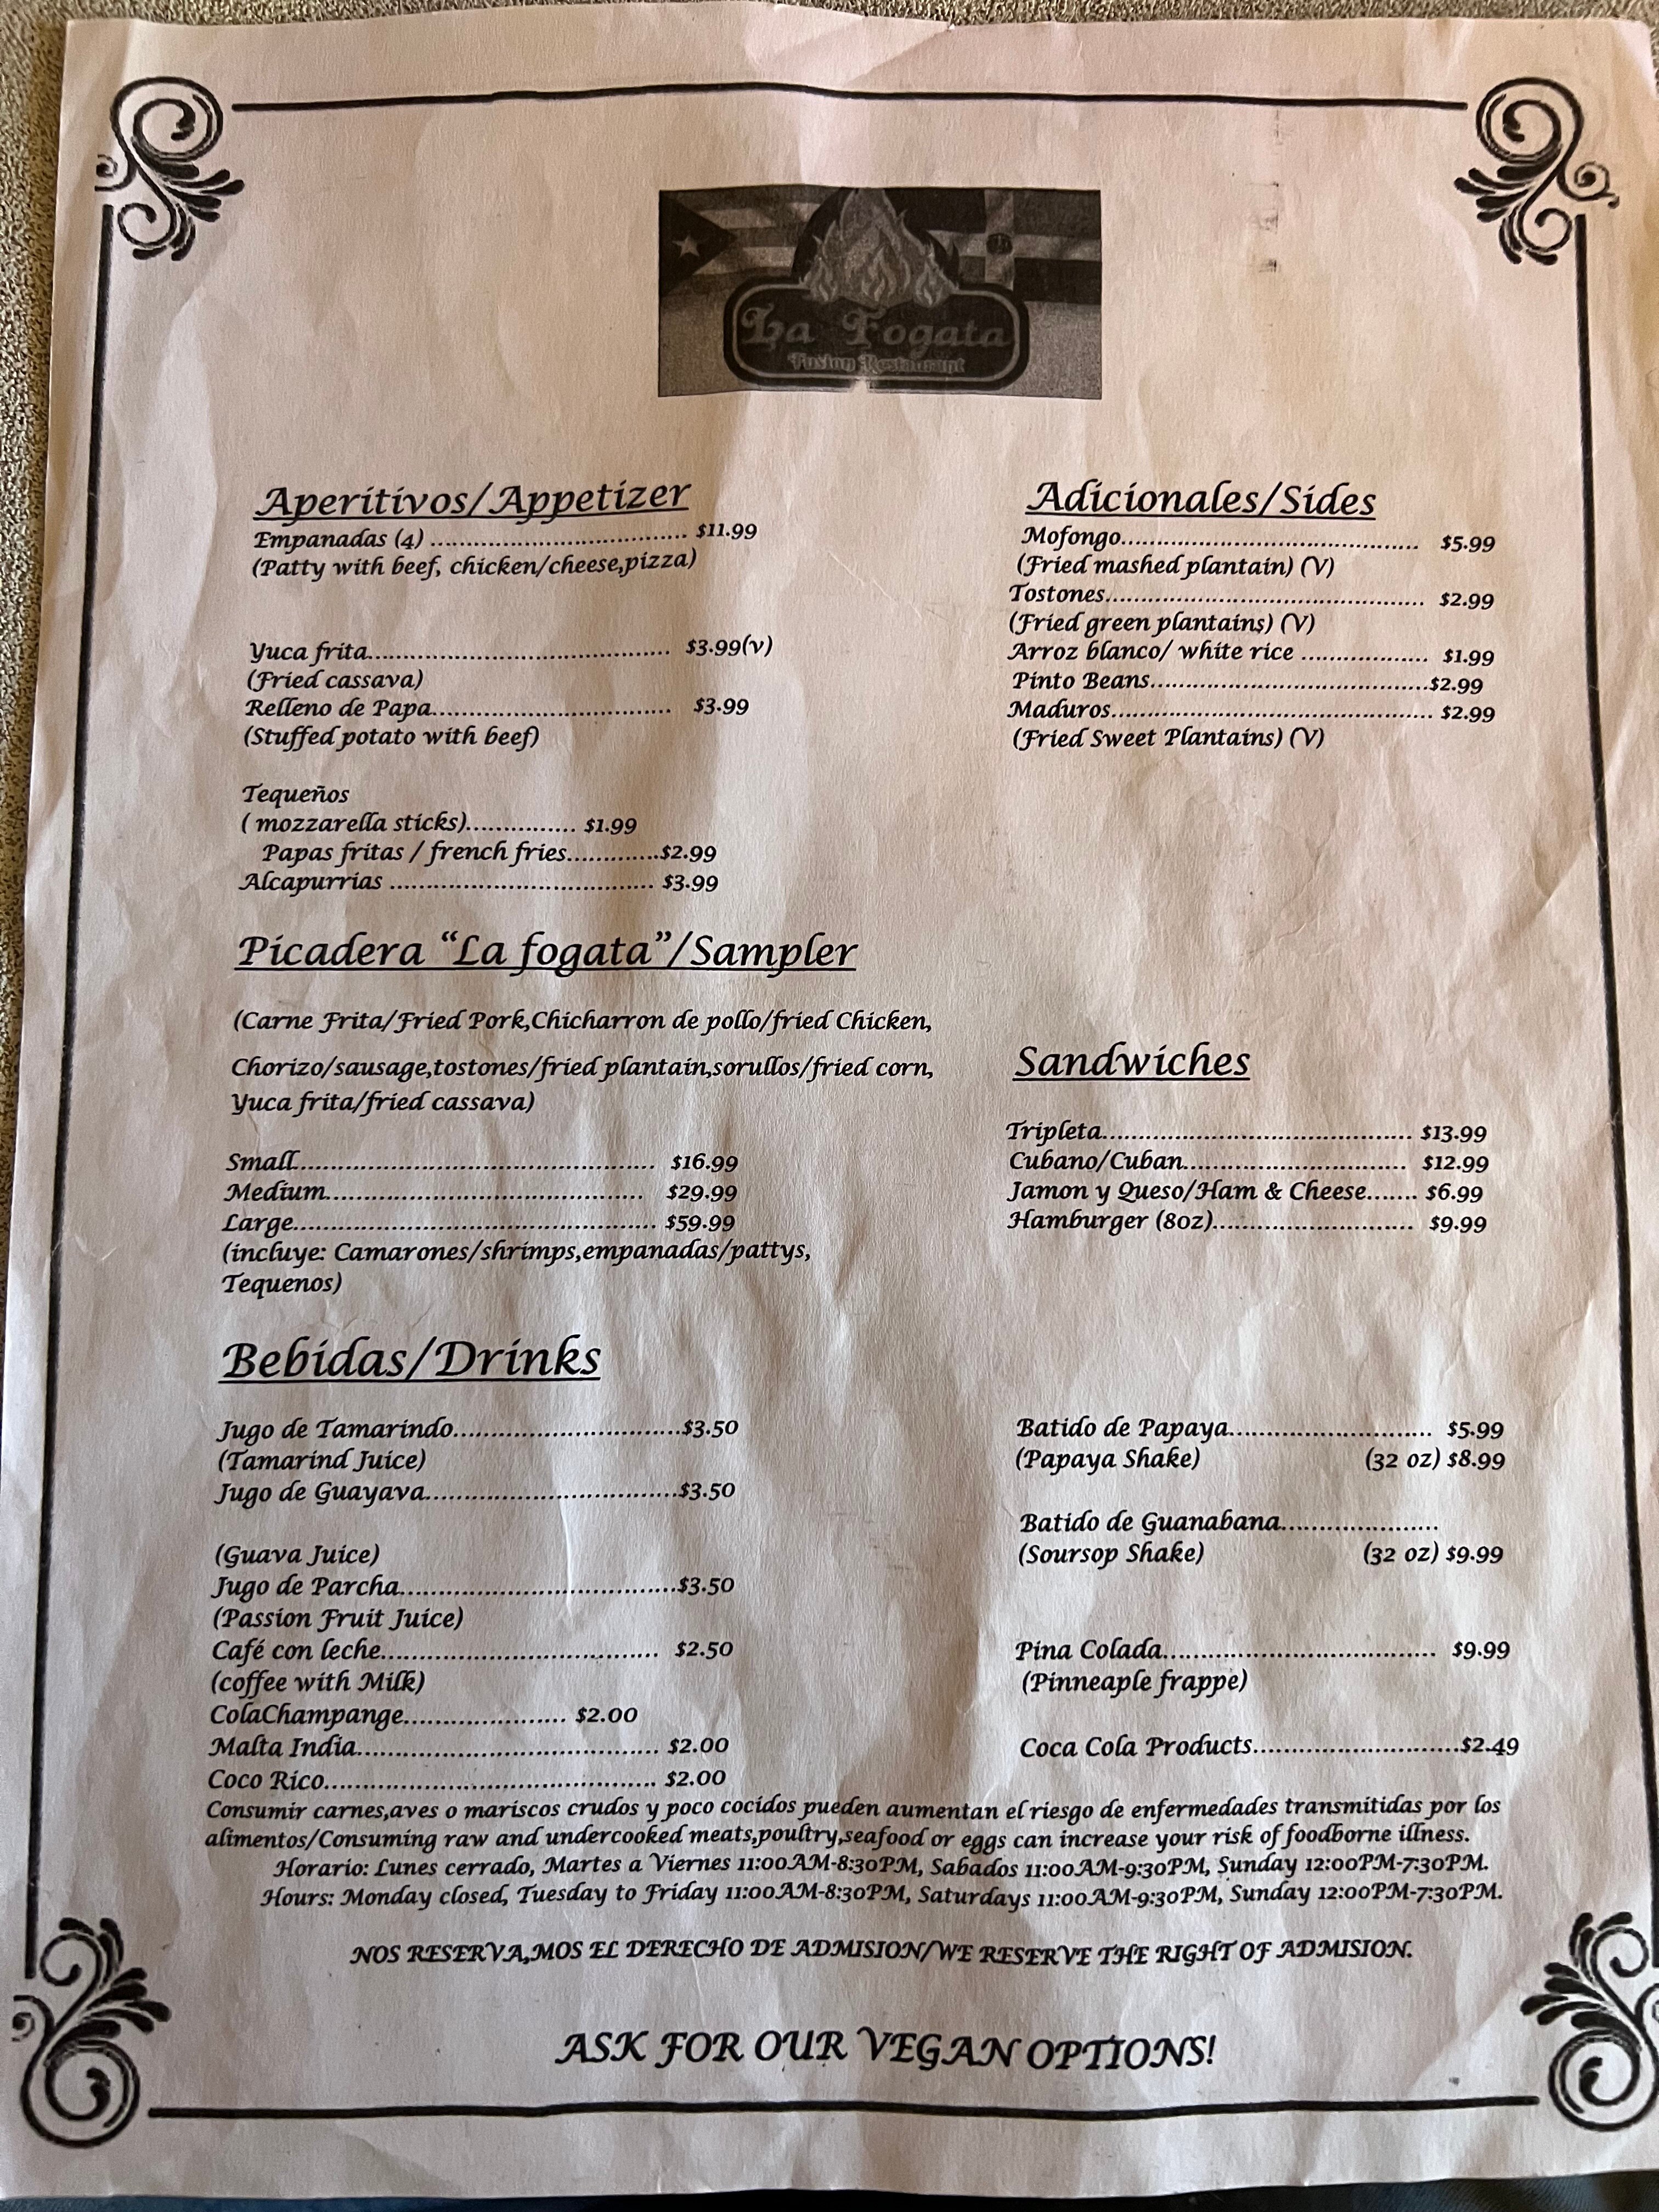 La Fogata
Fusion Restaurant
Aperitivos/Appetizer
Empanadas (4) .................................... $11.99
(Patty with beef, chicken/cheese,pizza)
Yuca frita.......................................... $3.99(v)
(Fried cassava)
Relleno de Papa.................................. $3.99
(Stuffed potato with beef)
Tequeños
( mozzarella sticks)............... $1.99
Papas fritas / french fries.............$2.99
Alcapurrias ..................................... $3.99
Adicionales/Sides
Mofongo.......................................... $5.99
(Fried mashed plantain) (V)
Tostones............................................. $2.99
(Fried green plantains) (V)
Arroz blanco/ white rice .................. $1.99
Pinto Beans.......................................$2.99
Maduros............................................. $2.99
(Fried Sweet Plantains) (V)
Picadera “La fogata”/Sampler
(Carne Frita/Fried Pork,Chicharron de pollo/fried Chicken,
Chorizo/sausage,tostones/fried plantain,sorullos/fried corn,
Yuca frita/fried cassava)
Small.................................................. $16.99
Medium............................................. $29.99
Large................................................... $59.99
(incluye: Camarones/shrimps,empanadas/pattys,
Tequenos)
Sandwiches
Tripleta........................................... $13.99
Cubano/Cuban............................... $12.99
Jamon y Queso/Ham & Cheese....... $6.99
Hamburger (8oz)............................ $9.99
Bebidas/Drinks
Jugo de Tamarindo...............................$3.50
(Tamarind Juice)
Jugo de Guayava...................................$3.50
(Guava Juice)
Jugo de Parcha......................................$3.50
(Passion Fruit Juice)
Café con leche....................................... $2.50
(coffee with Milk)
ColaChampange...................... $2.00
Malta India.......................................... $2.00
Coco Rico.............................................. $2.00
Batido de Papaya............................ $5.99
(Papaya Shake) (32 oz) $8.99
Batido de Guanabana......................
(Soursop Shake) (32 oz) $9.99
Pina Colada...................................... $9.99
(Pinneaple frappe)
Coca Cola Products.............................$2.49
Consumir carnes,aves o mariscos crudos y poco cocidos pueden aumentan el riesgo de enfermedades transmitidas por los
alimentos/Consuming raw and undercooked meats,poultry,seafood or eggs can increase your risk of foodborne illness.
Horario: Lunes cerrado, Martes a Viernes 11:00AM-8:30PM, Sabados 11:00AM-9:30PM, Sunday 12:00PM-7:30PM.
Hours: Monday closed, Tuesday to Friday 11:00AM-8:30PM, Saturdays 11:00AM-9:30PM, Sunday 12:00PM-7:30PM.
NOS RESERVA,MOS EL DERECHO DE ADMISION/WE RESERVE THE RIGHT OF ADMISION.
ASK FOR OUR VEGAN OPTIONS!